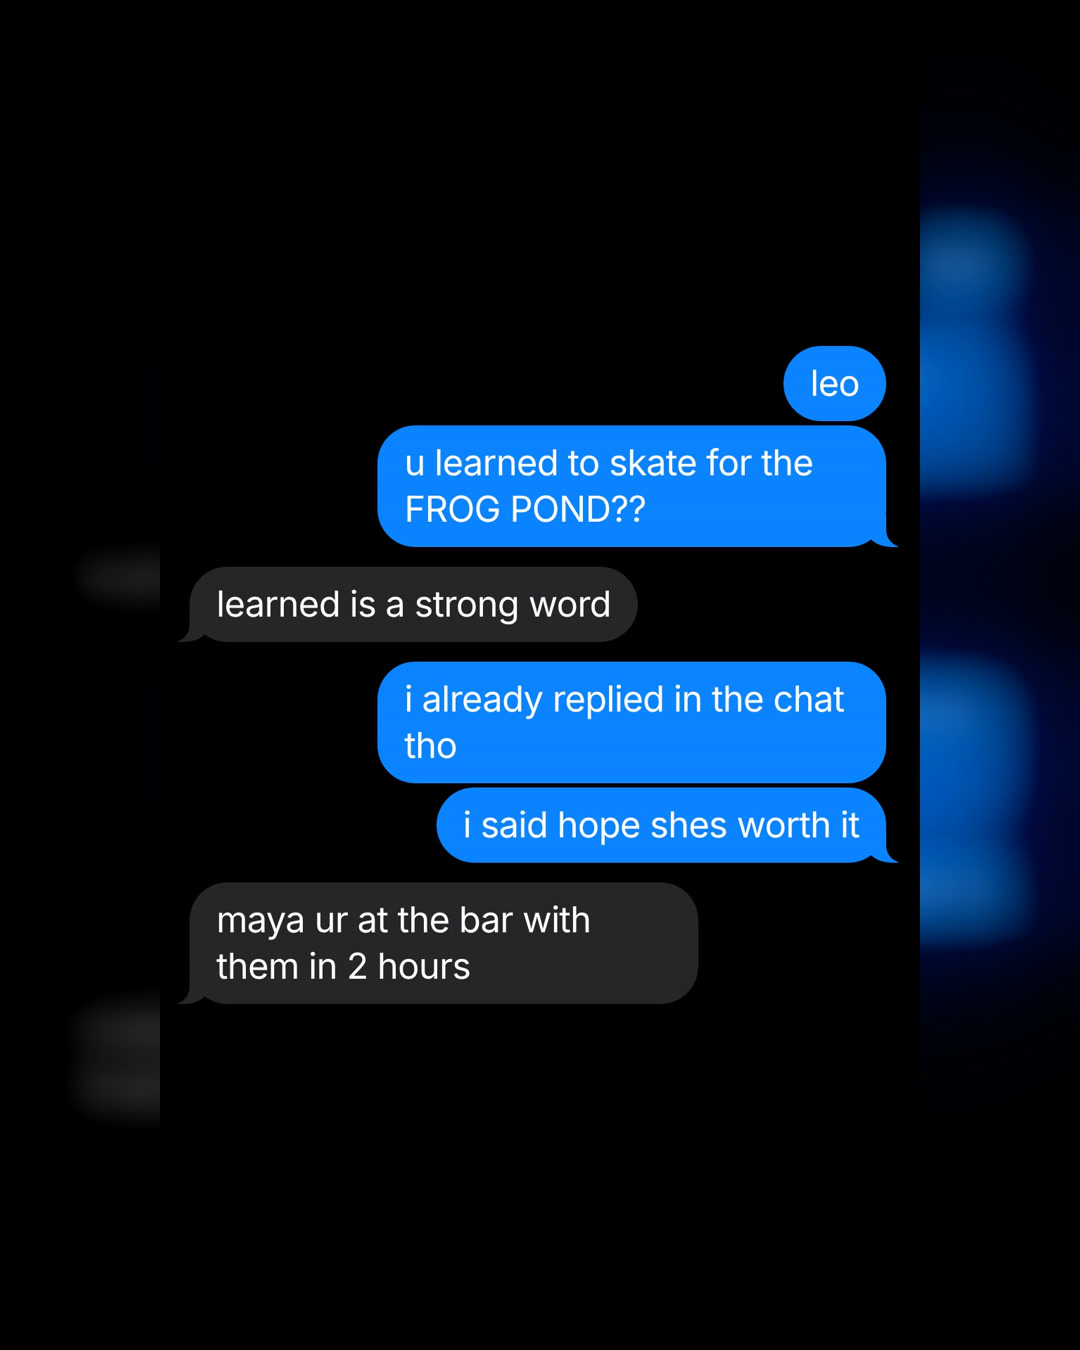 leo
u learned to skate for the
FROG POND??
learned is a strong word
i already replied in the chat
tho
i said hope shes worth it
maya ur at the bar with
them in 2 hours